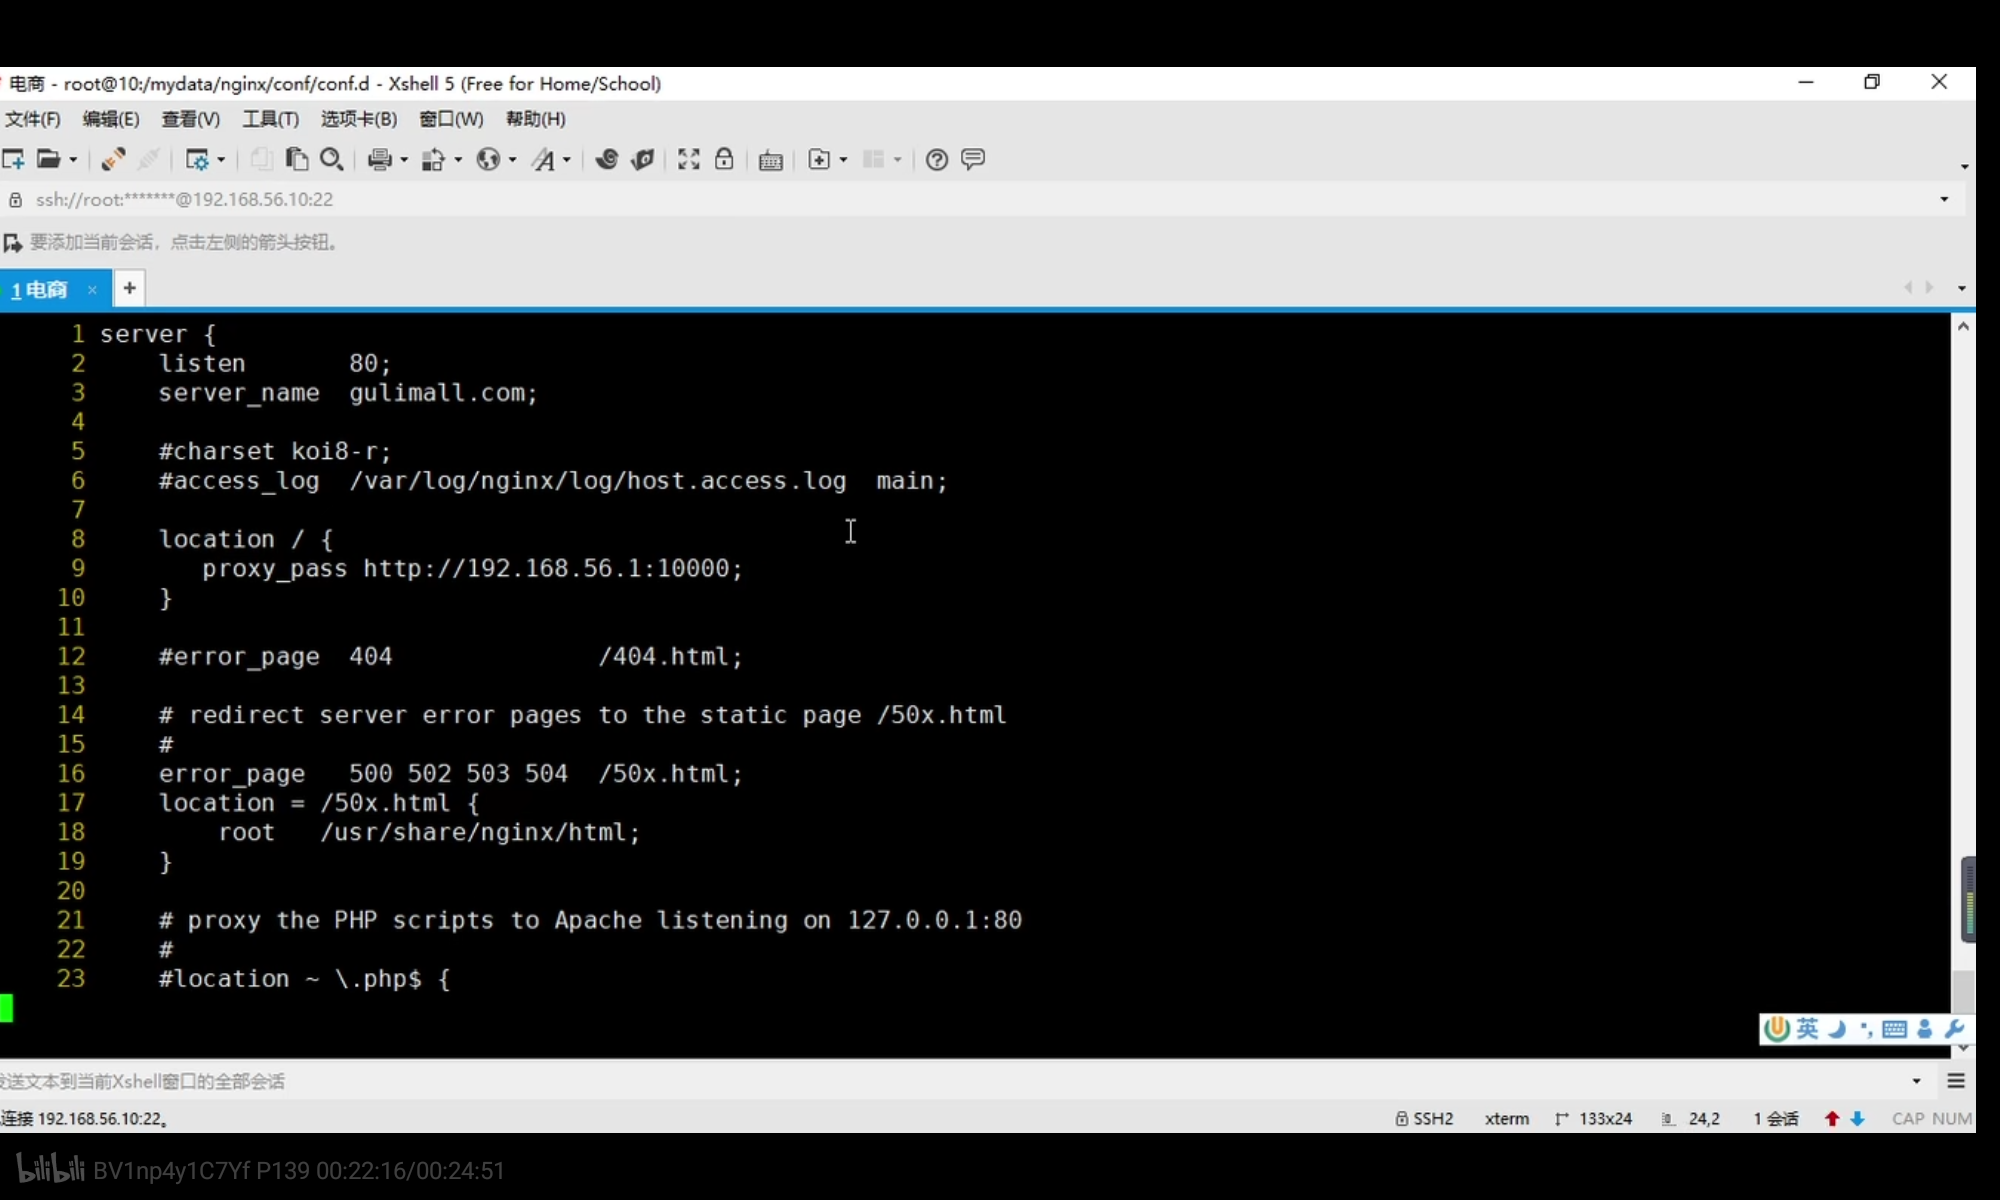 电商 - root@10:/mydata/nginx/conf/conf.d - Xshell 5 (Free for Home/School)
文件(F) 编辑(E) 查看(V) 工具(T) 选项卡(B) 窗口(W) 帮助(H)
ssh://root:*******@192.168.56.10:22
要添加当前会话，点击左侧的箭头按钮。
1 电商 × +
1 server {
2     listen       80;
3     server_name  gulimall.com;
4
5     #charset koi8-r;
6     #access_log  /var/log/nginx/log/host.access.log  main;
7
8     location / {
9        proxy_pass http://192.168.56.1:10000;
10     }
11
12     #error_page  404              /404.html;
13
14     # redirect server error pages to the static page /50x.html
15     #
16     error_page   500 502 503 504  /50x.html;
17     location = /50x.html {
18         root   /usr/share/nginx/html;
19     }
20
21     # proxy the PHP scripts to Apache listening on 127.0.0.1:80
22     #
23     #location ~ \.php$ {
英
送文本到当前Xshell窗口的全部会话
连接 192.168.56.10:22。 SSH2 xterm 133x24 24,2 1 会话 CAP NUM
bilibili BV1np4y1C7Yf P139 00:22:16/00:24:51